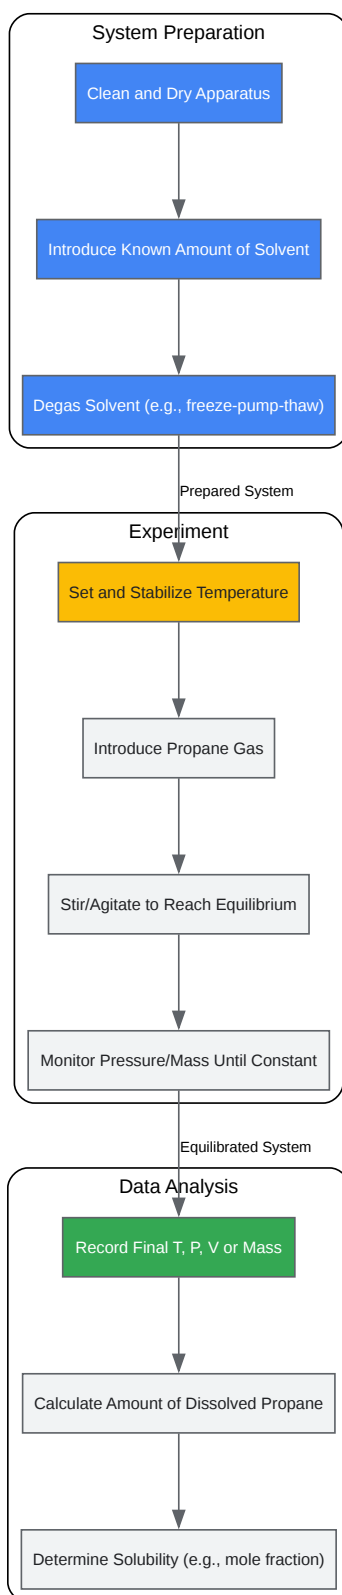 System Preparation
Clean and Dry Apparatus
Introduce Known Amount of Solvent
Degas Solvent (e.g., freeze-pump-thaw)
Prepared System
Experiment
Set and Stabilize Temperature
Introduce Propane Gas
Stir/Agitate to Reach Equilibrium
Monitor Pressure/Mass Until Constant
Equilibrated System
Data Analysis
Record Final T, P, V or Mass
Calculate Amount of Dissolved Propane
Determine Solubility (e.g., mole fraction)